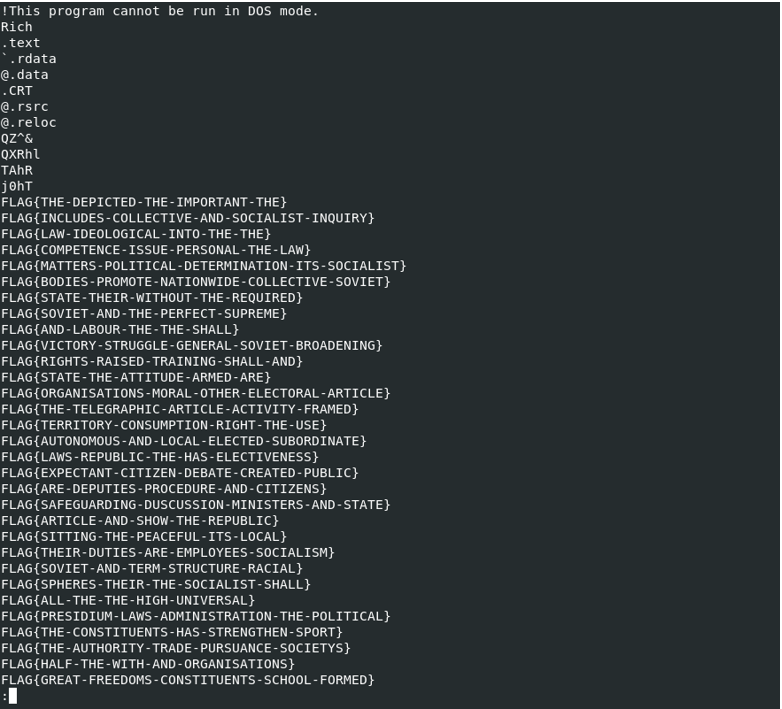 !This program cannot be run in DOS mode.
Rich
.text
`.rdata
@.data
.CRT
@.rsrc
@.reloc
QZ^&
QXRhl
TAhR
j0hT
FLAG{THE-DEPICTED-THE-IMPORTANT-THE}
FLAG{INCLUDES-COLLECTIVE-AND-SOCIALIST-INQUIRY}
FLAG{LAW-IDEOLOGICAL-INTO-THE-THE}
FLAG{COMPETENCE-ISSUE-PERSONAL-THE-LAW}
FLAG{MATTERS-POLITICAL-DETERMINATION-ITS-SOCIALIST}
FLAG{BODIES-PROMOTE-NATIONWIDE-COLLECTIVE-SOVIET}
FLAG{STATE-THEIR-WITHOUT-THE-REQUIRED}
FLAG{SOVIET-AND-THE-PERFECT-SUPREME}
FLAG{AND-LABOUR-THE-THE-SHALL}
FLAG{VICTORY-STRUGGLE-GENERAL-SOVIET-BROADENING}
FLAG{RIGHTS-RAISED-TRAINING-SHALL-AND}
FLAG{STATE-THE-ATTITUDE-ARMED-ARE}
FLAG{ORGANISATIONS-MORAL-OTHER-ELECTORAL-ARTICLE}
FLAG{THE-TELEGRAPHIC-ARTICLE-ACTIVITY-FRAMED}
FLAG{TERRITORY-CONSUMPTION-RIGHT-THE-USE}
FLAG{AUTONOMOUS-AND-LOCAL-ELECTED-SUBORDINATE}
FLAG{LAWS-REPUBLIC-THE-HAS-ELECTIVENESS}
FLAG{EXPECTANT-CITIZEN-DEBATE-CREATED-PUBLIC}
FLAG{ARE-DEPUTIES-PROCEDURE-AND-CITIZENS}
FLAG{SAFEGUARDING-DUSCUSSION-MINISTERS-AND-STATE}
FLAG{ARTICLE-AND-SHOW-THE-REPUBLIC}
FLAG{SITTING-THE-PEACEFUL-ITS-LOCAL}
FLAG{THEIR-DUTIES-ARE-EMPLOYEES-SOCIALISM}
FLAG{SOVIET-AND-TERM-STRUCTURE-RACIAL}
FLAG{SPHERES-THEIR-THE-SOCIALIST-SHALL}
FLAG{ALL-THE-THE-HIGH-UNIVERSAL}
FLAG{PRESIDIUM-LAWS-ADMINISTRATION-THE-POLITICAL}
FLAG{THE-CONSTITUENTS-HAS-STRENGTHEN-SPORT}
FLAG{THE-AUTHORITY-TRADE-PURSUANCE-SOCIETYS}
FLAG{HALF-THE-WITH-AND-ORGANISATIONS}
FLAG{GREAT-FREEDOMS-CONSTITUENTS-SCHOOL-FORMED}
: